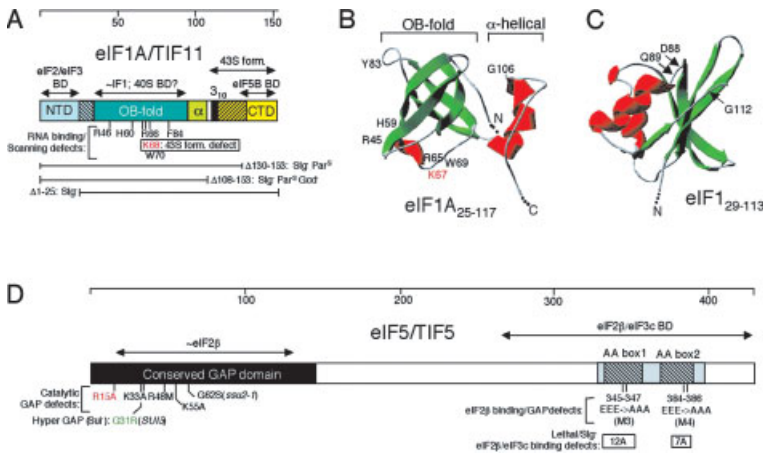 A
50 100 150
eIF1A/TIF11
43S form.
eIF2/eIF3
BD
~IF1; 40S BD?
3₁₀
eIF5B BD
NTD OB-fold α CTD
RNA binding/
Scanning defects:
R46 H60 R66 F84
K68: 43S form. defect
W70
Δ130-153: Slg⁻ Parˢ
Δ108-153: Slg⁻ Parˢ Gcd⁻
Δ1-25: Slg⁻
B
OB-fold α-helical
Y83
G106
H59
R45
N
R65
W69
K67
C
eIF1A₂₅₋₁₁₇
C
D88
Q89
G112
N
eIF1₂₉₋₁₁₃
D
100 200 300 400
eIF5/TIF5
~eIF2β
eIF2β/eIF3c BD
AA box1 AA box2
Conserved GAP domain
Catalytic
GAP defects:
R15A K33A R48M G62S (ssu2-1)
K55A
Hyper GAP (Sui⁻): G31R (SUI5)
345-347 384-386
EEE->AAA EEE->AAA
(M3) (M4)
eIF2β binding/GAP defects:
Lethal/Slg⁻
eIF2β/eIF3c binding defects:
12A 7A